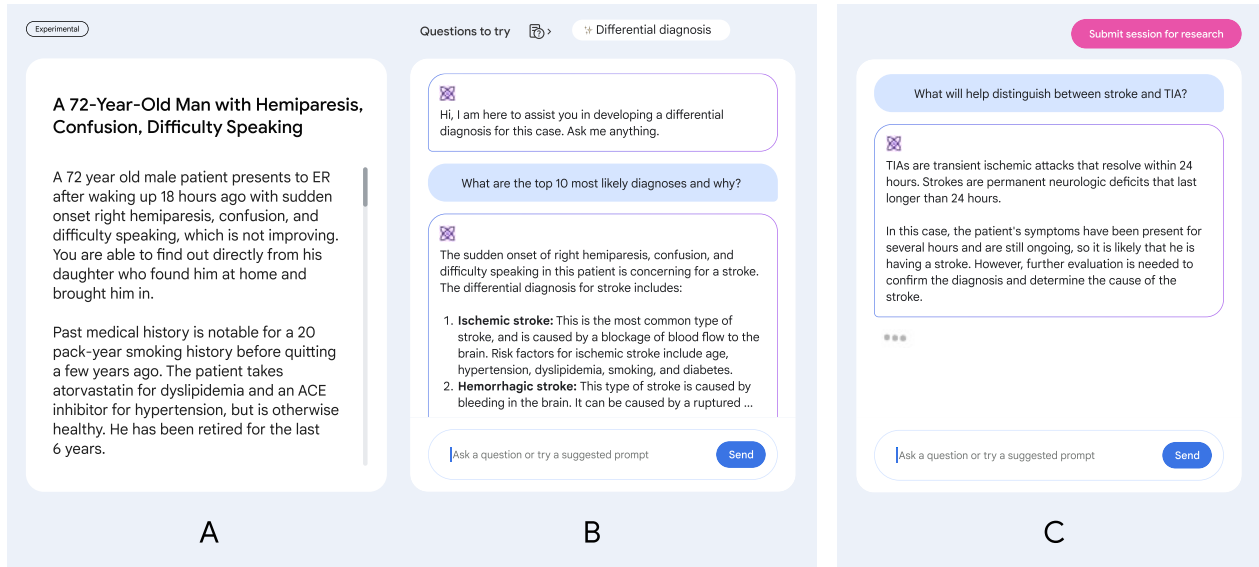 Experimental
Questions to try
Differential diagnosis
Submit session for research
A 72-Year-Old Man with Hemiparesis,
Confusion, Difficulty Speaking
A 72 year old male patient presents to ER
after waking up 18 hours ago with sudden
onset right hemiparesis, confusion, and
difficulty speaking, which is not improving.
You are able to find out directly from his
daughter who found him at home and
brought him in.
Past medical history is notable for a 20
pack-year smoking history before quitting
a few years ago. The patient takes
atorvastatin for dyslipidemia and an ACE
inhibitor for hypertension, but is otherwise
healthy. He has been retired for the last
6 years.
A
Hi, I am here to assist you in developing a differential
diagnosis for this case. Ask me anything.
What are the top 10 most likely diagnoses and why?
The sudden onset of right hemiparesis, confusion, and
difficulty speaking in this patient is concerning for a stroke.
The differential diagnosis for stroke includes:
1. Ischemic stroke: This is the most common type of
stroke, and is caused by a blockage of blood flow to the
brain. Risk factors for ischemic stroke include age,
hypertension, dyslipidemia, smoking, and diabetes.
2. Hemorrhagic stroke: This type of stroke is caused by
bleeding in the brain. It can be caused by a ruptured ...
Ask a question or try a suggested prompt
Send
B
What will help distinguish between stroke and TIA?
TIAs are transient ischemic attacks that resolve within 24
hours. Strokes are permanent neurologic deficits that last
longer than 24 hours.
In this case, the patient's symptoms have been present for
several hours and are still ongoing, so it is likely that he is
having a stroke. However, further evaluation is needed to
confirm the diagnosis and determine the cause of the
stroke.
Ask a question or try a suggested prompt
Send
C